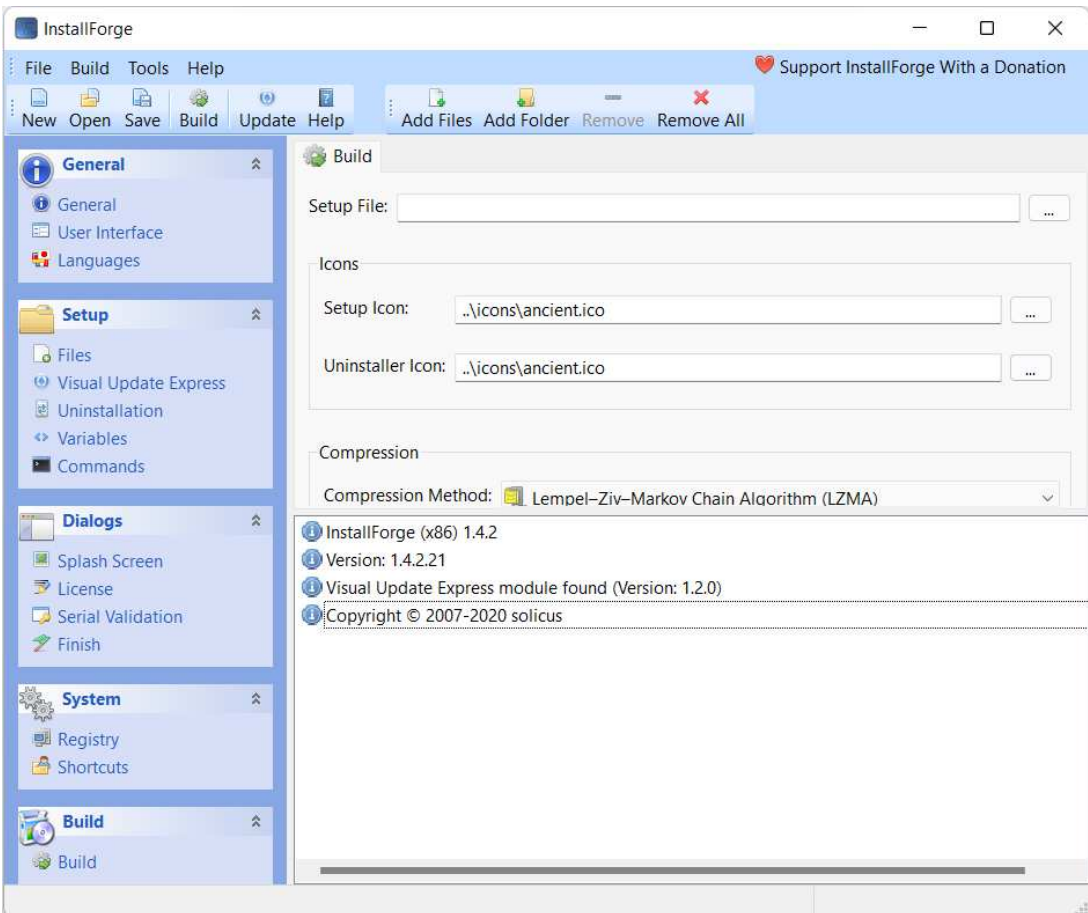 InstallForge
File Build Tools Help
Support InstallForge With a Donation
New Open Save Build Update Help Add Files Add Folder Remove Remove All
General
General
User Interface
Languages
Setup
Files
Visual Update Express
Uninstallation
Variables
Commands
Dialogs
Splash Screen
License
Serial Validation
Finish
System
Registry
Shortcuts
Build
Build
Build
Setup File:
...
Icons
Setup Icon: ..\icons\ancient.ico ...
Uninstaller Icon: ..\icons\ancient.ico ...
Compression
Compression Method: Lempel–Ziv–Markov Chain Algorithm (LZMA)
InstallForge (x86) 1.4.2
Version: 1.4.2.21
Visual Update Express module found (Version: 1.2.0)
Copyright © 2007-2020 solicus